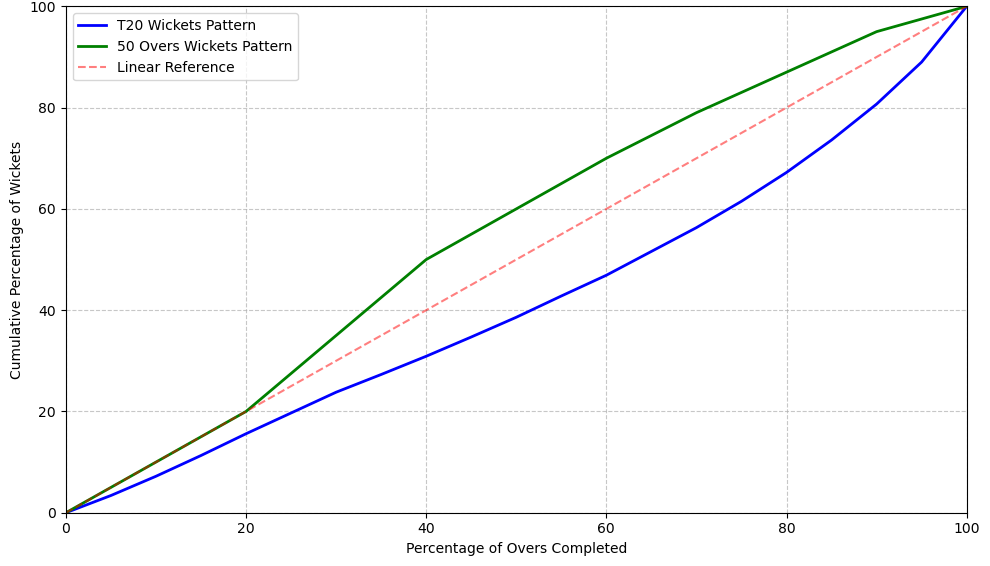 T20 Wickets Pattern
50 Overs Wickets Pattern
Linear Reference
Cumulative Percentage of Wickets
100
80
60
40
20
0
0 20 40 60 80 100
Percentage of Overs Completed